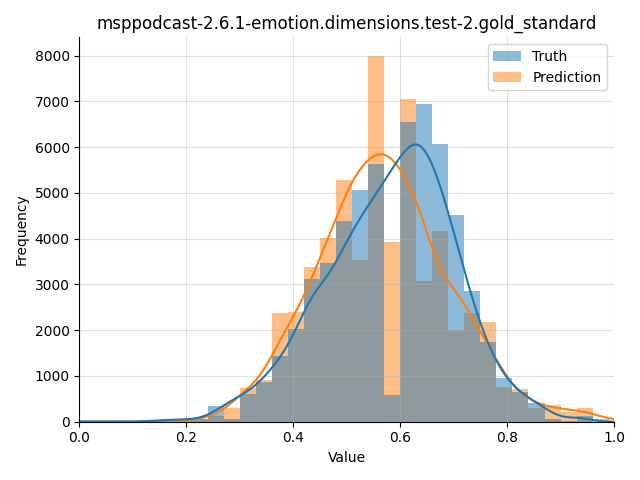 msppodcast-2.6.1-emotion.dimensions.test-2.gold_standard
Truth
Prediction
Frequency
8000
7000
6000
5000
4000
3000
2000
1000
0
0.0 0.2 0.4 0.6 0.8 1.0
Value